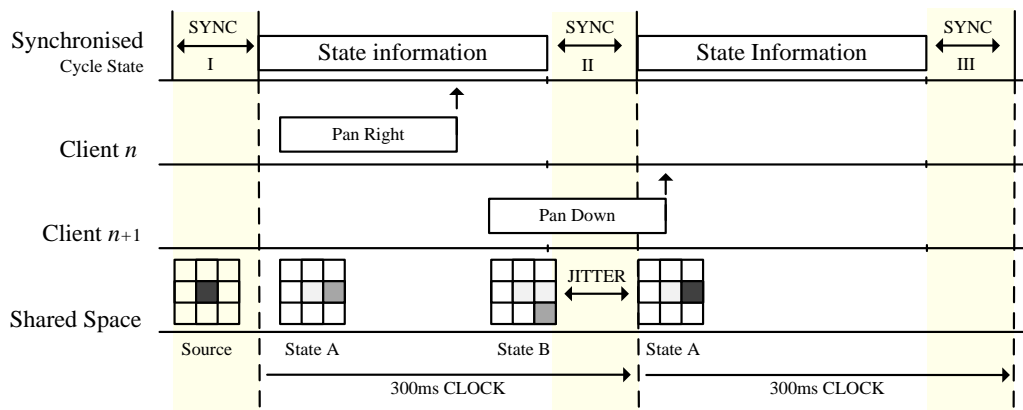 Synchronised
Cycle State
SYNC
I
State information
SYNC
II
State Information
SYNC
III
Client n
Pan Right
Client n+1
Pan Down
Shared Space
JITTER
Source
State A
State B
State A
300ms CLOCK
300ms CLOCK